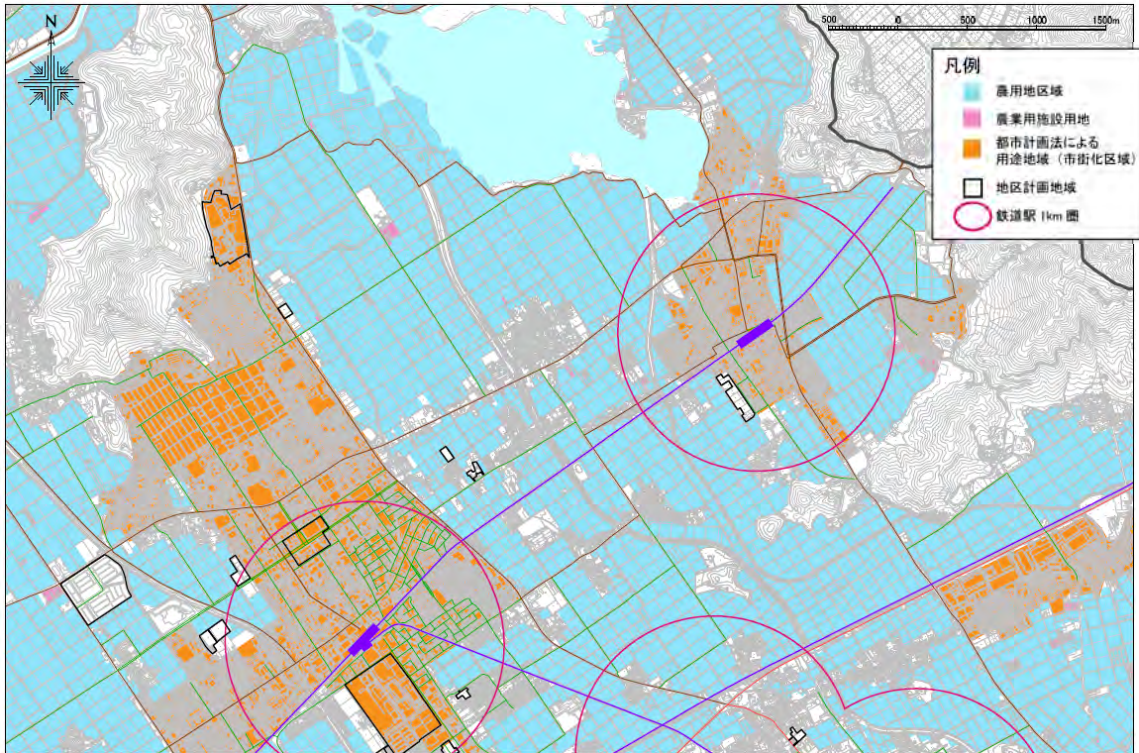 N
500 0 500 1000 1500m
凡例
農用地区域
農業用施設用地
都市計画法による
用途地域（市街化区域）
地区計画地域
鉄道駅 1km 圏